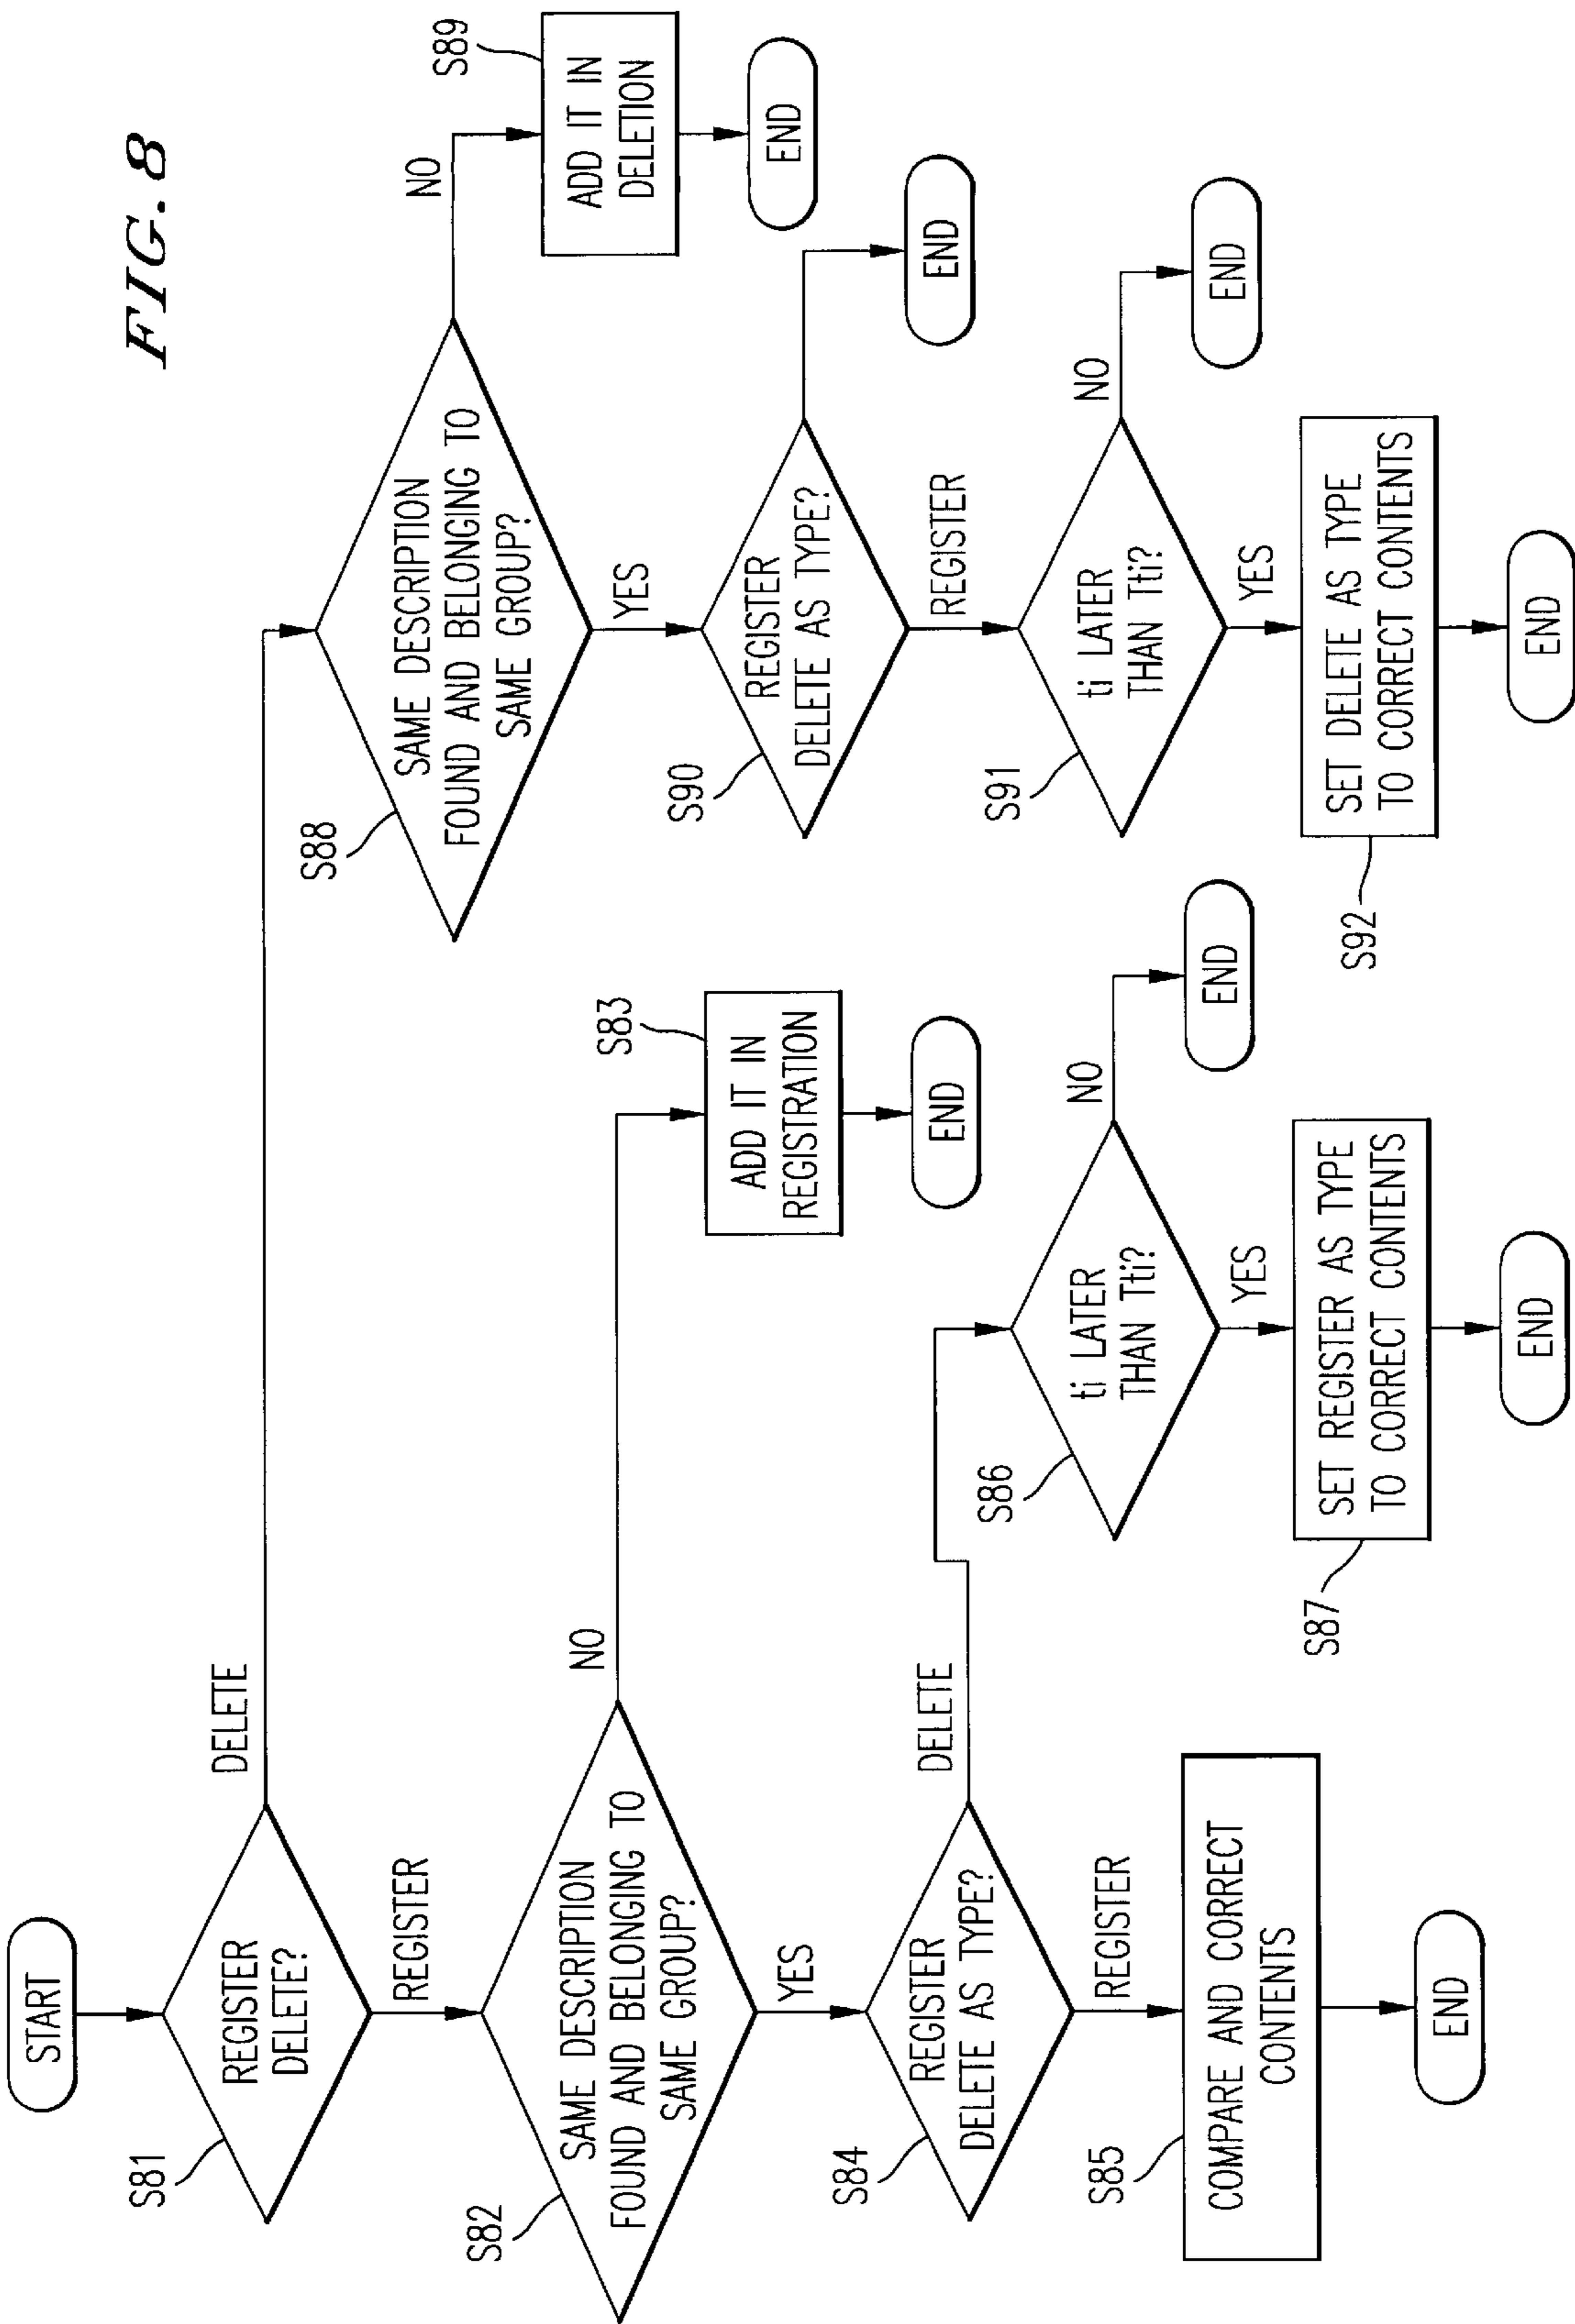 FIG. 8
START
S81
REGISTER
DELETE?
DELETE
REGISTER
S82
SAME DESCRIPTION
FOUND AND BELONGING TO
SAME GROUP?
NO
YES
S83
ADD IT IN
REGISTRATION
END
S84
REGISTER
DELETE AS TYPE?
DELETE
REGISTER
S85
COMPARE AND CORRECT
CONTENTS
END
S86
ti LATER
THAN Tti?
NO
END
YES
S87
SET REGISTER AS TYPE
TO CORRECT CONTENTS
END
S88
SAME DESCRIPTION
FOUND AND BELONGING TO
SAME GROUP?
NO
YES
S89
ADD IT IN
DELETION
END
S90
REGISTER
DELETE AS TYPE?
END
REGISTER
S91
ti LATER
THAN Tti?
NO
END
YES
S92
SET DELETE AS TYPE
TO CORRECT CONTENTS
END